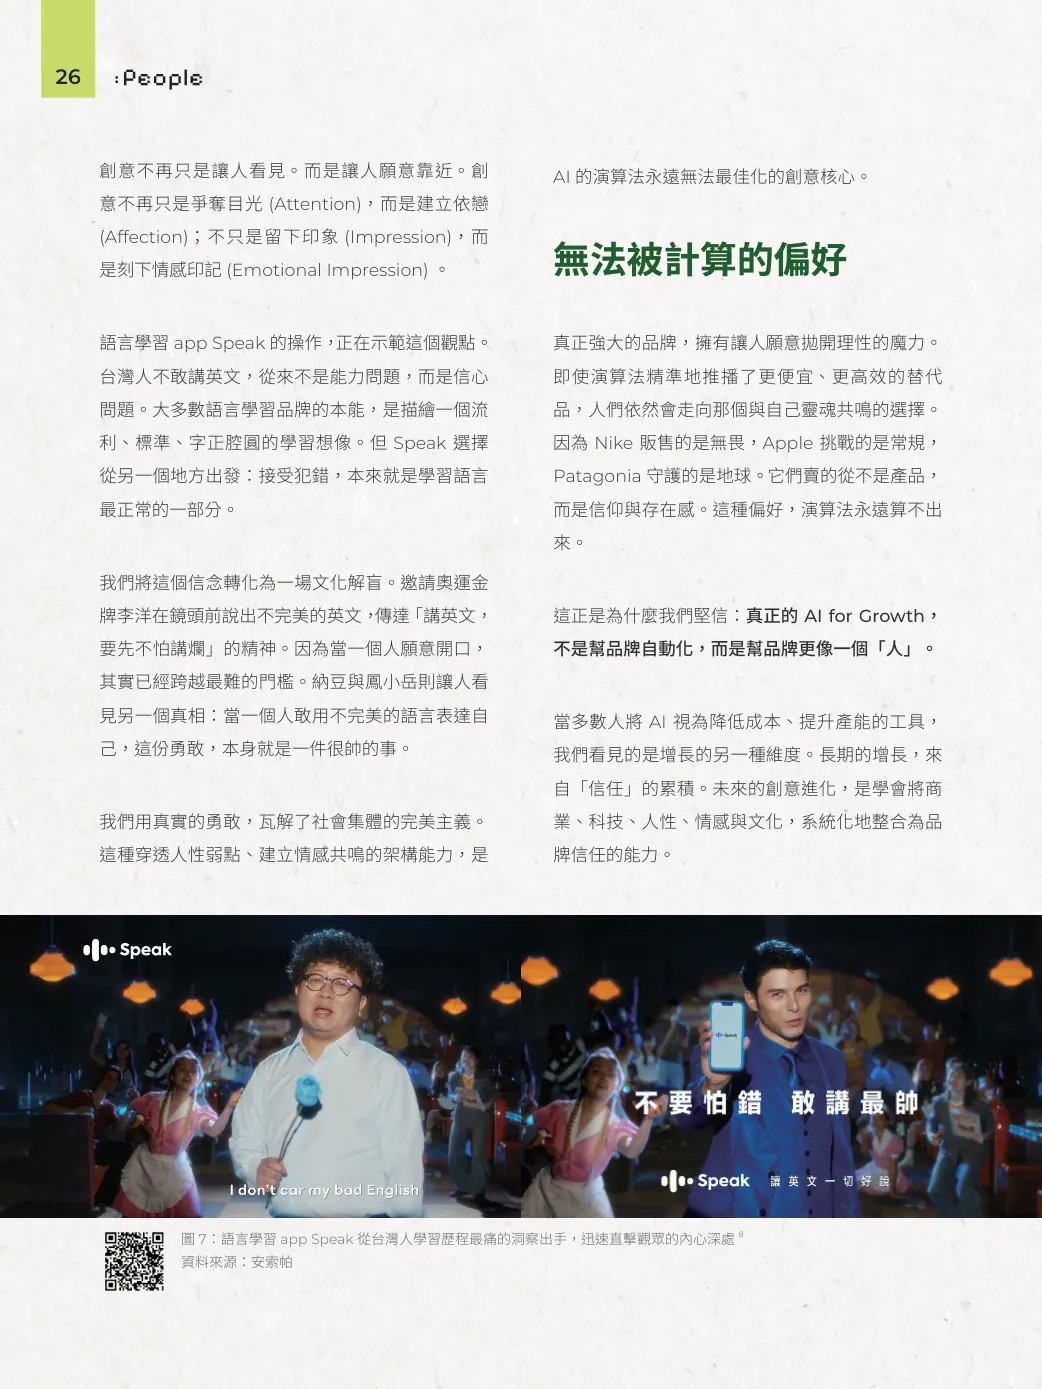 26
:People
創意不再只是讓人看見。而是讓人願意靠近。創
意不再只是爭奪目光 (Attention)，而是建立依戀
(Affection)；不只是留下印象 (Impression)，而
是刻下情感印記 (Emotional Impression) 。
語言學習 app Speak 的操作，正在示範這個觀點。
台灣人不敢講英文，從來不是能力問題，而是信心
問題。大多數語言學習品牌的本能，是描繪一個流
利、標準、字正腔圓的學習想像。但 Speak 選擇
從另一個地方出發：接受犯錯，本來就是學習語言
最正常的一部分。
我們將這個信念轉化為一場文化解盲。邀請奧運金
牌李洋在鏡頭前說出不完美的英文，傳達「講英文，
要先不怕講爛」的精神。因為當一個人願意開口，
其實已經跨越最難的門檻。納豆與鳳小岳則讓人看
見另一個真相：當一個人敢用不完美的語言表達自
己，這份勇敢，本身就是一件很帥的事。
我們用真實的勇敢，瓦解了社會集體的完美主義。
這種穿透人性弱點、建立情感共鳴的架構能力，是
AI 的演算法永遠無法最佳化的創意核心。
無法被計算的偏好
真正強大的品牌，擁有讓人願意拋開理性的魔力。
即使演算法精準地推播了更便宜、更高效的替代
品，人們依然會走向那個與自己靈魂共鳴的選擇。
因為 Nike 販售的是無畏，Apple 挑戰的是常規，
Patagonia 守護的是地球。它們賣的從不是產品，
而是信仰與存在感。這種偏好，演算法永遠算不出
來。
這正是為什麼我們堅信：真正的 AI for Growth，
不是幫品牌自動化，而是幫品牌更像一個「人」。
當多數人將 AI 視為降低成本、提升產能的工具，
我們看見的是增長的另一種維度。長期的增長，來
自「信任」的累積。未來的創意進化，是學會將商
業、科技、人性、情感與文化，系統化地整合為品
牌信任的能力。
Speak
I don't car my bad English
Speak
不要怕錯 敢講最帥
Speak 讓英文一切好說
圖 7：語言學習 app Speak 從台灣人學習歷程最痛的洞察出手，迅速直擊觀眾的內心深處 8
資料來源：安索帕